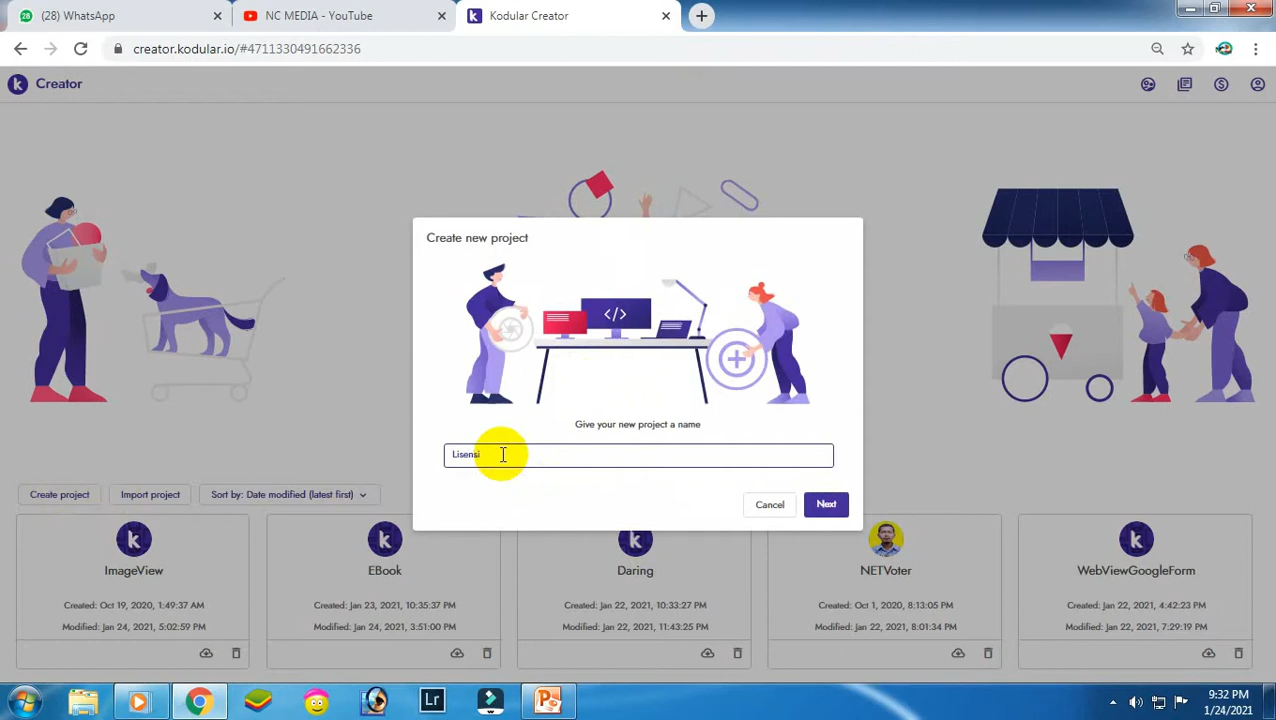 (28) WhatsApp
NC MEDIA - YouTube
Kodular Creator
creator.kodular.io/#4711330491662336
Creator
Create new project
</>
Give your new project a name
Lisensi
Cancel
Next
Create project
Import project
Sort by: Date modified (latest first)
ImageView
Created: Oct 19, 2020, 1:49:37 AM
Modified: Jan 24, 2021, 5:02:59 PM
EBook
Created: Jan 23, 2021, 10:35:37 PM
Modified: Jan 24, 2021, 3:51:00 PM
Daring
Created: Jan 22, 2021, 10:33:27 PM
Modified: Jan 22, 2021, 11:43:25 PM
NETVoter
Created: Oct 1, 2020, 8:13:05 PM
Modified: Jan 22, 2021, 8:01:34 PM
WebViewGoogleForm
Created: Jan 22, 2021, 4:42:23 PM
Modified: Jan 22, 2021, 7:29:19 PM
Lr
9:32 PM
1/24/2021